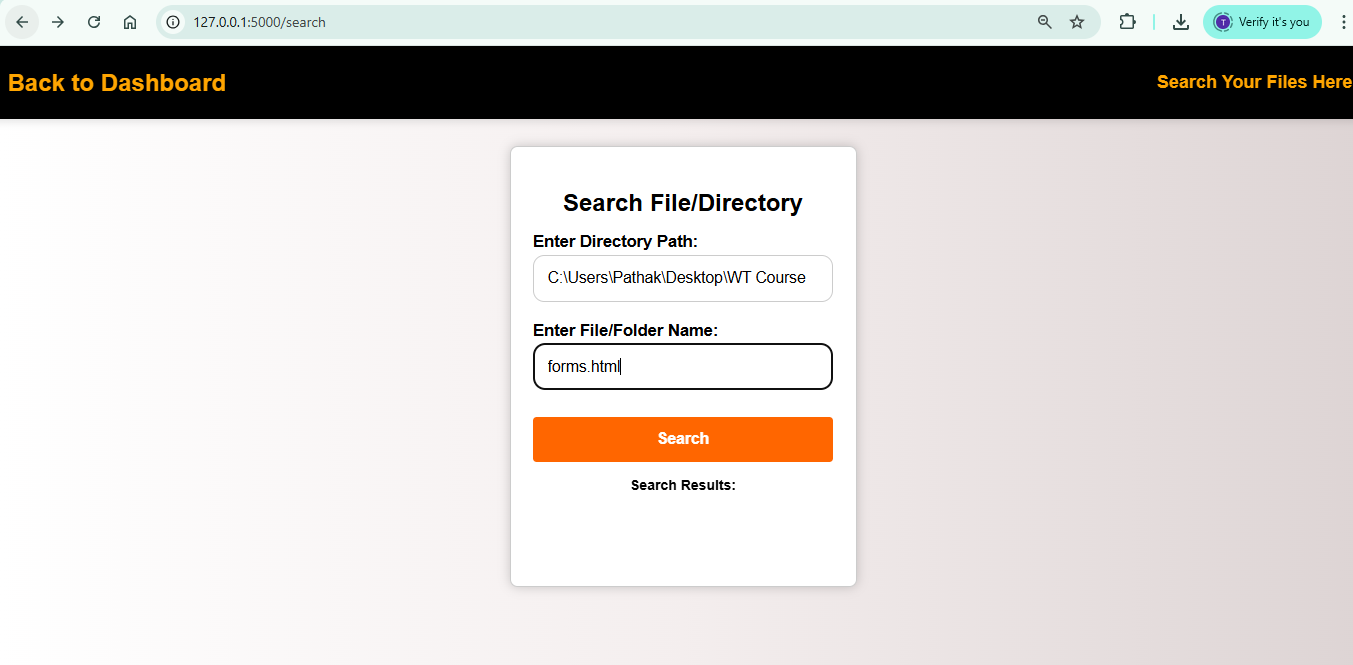 127.0.0.1:5000/search
T
Verify it's you
Back to Dashboard
Search Your Files Here
Search File/Directory
Enter Directory Path:
C:\Users\Pathak\Desktop\WT Course
Enter File/Folder Name:
forms.html
Search
Search Results: